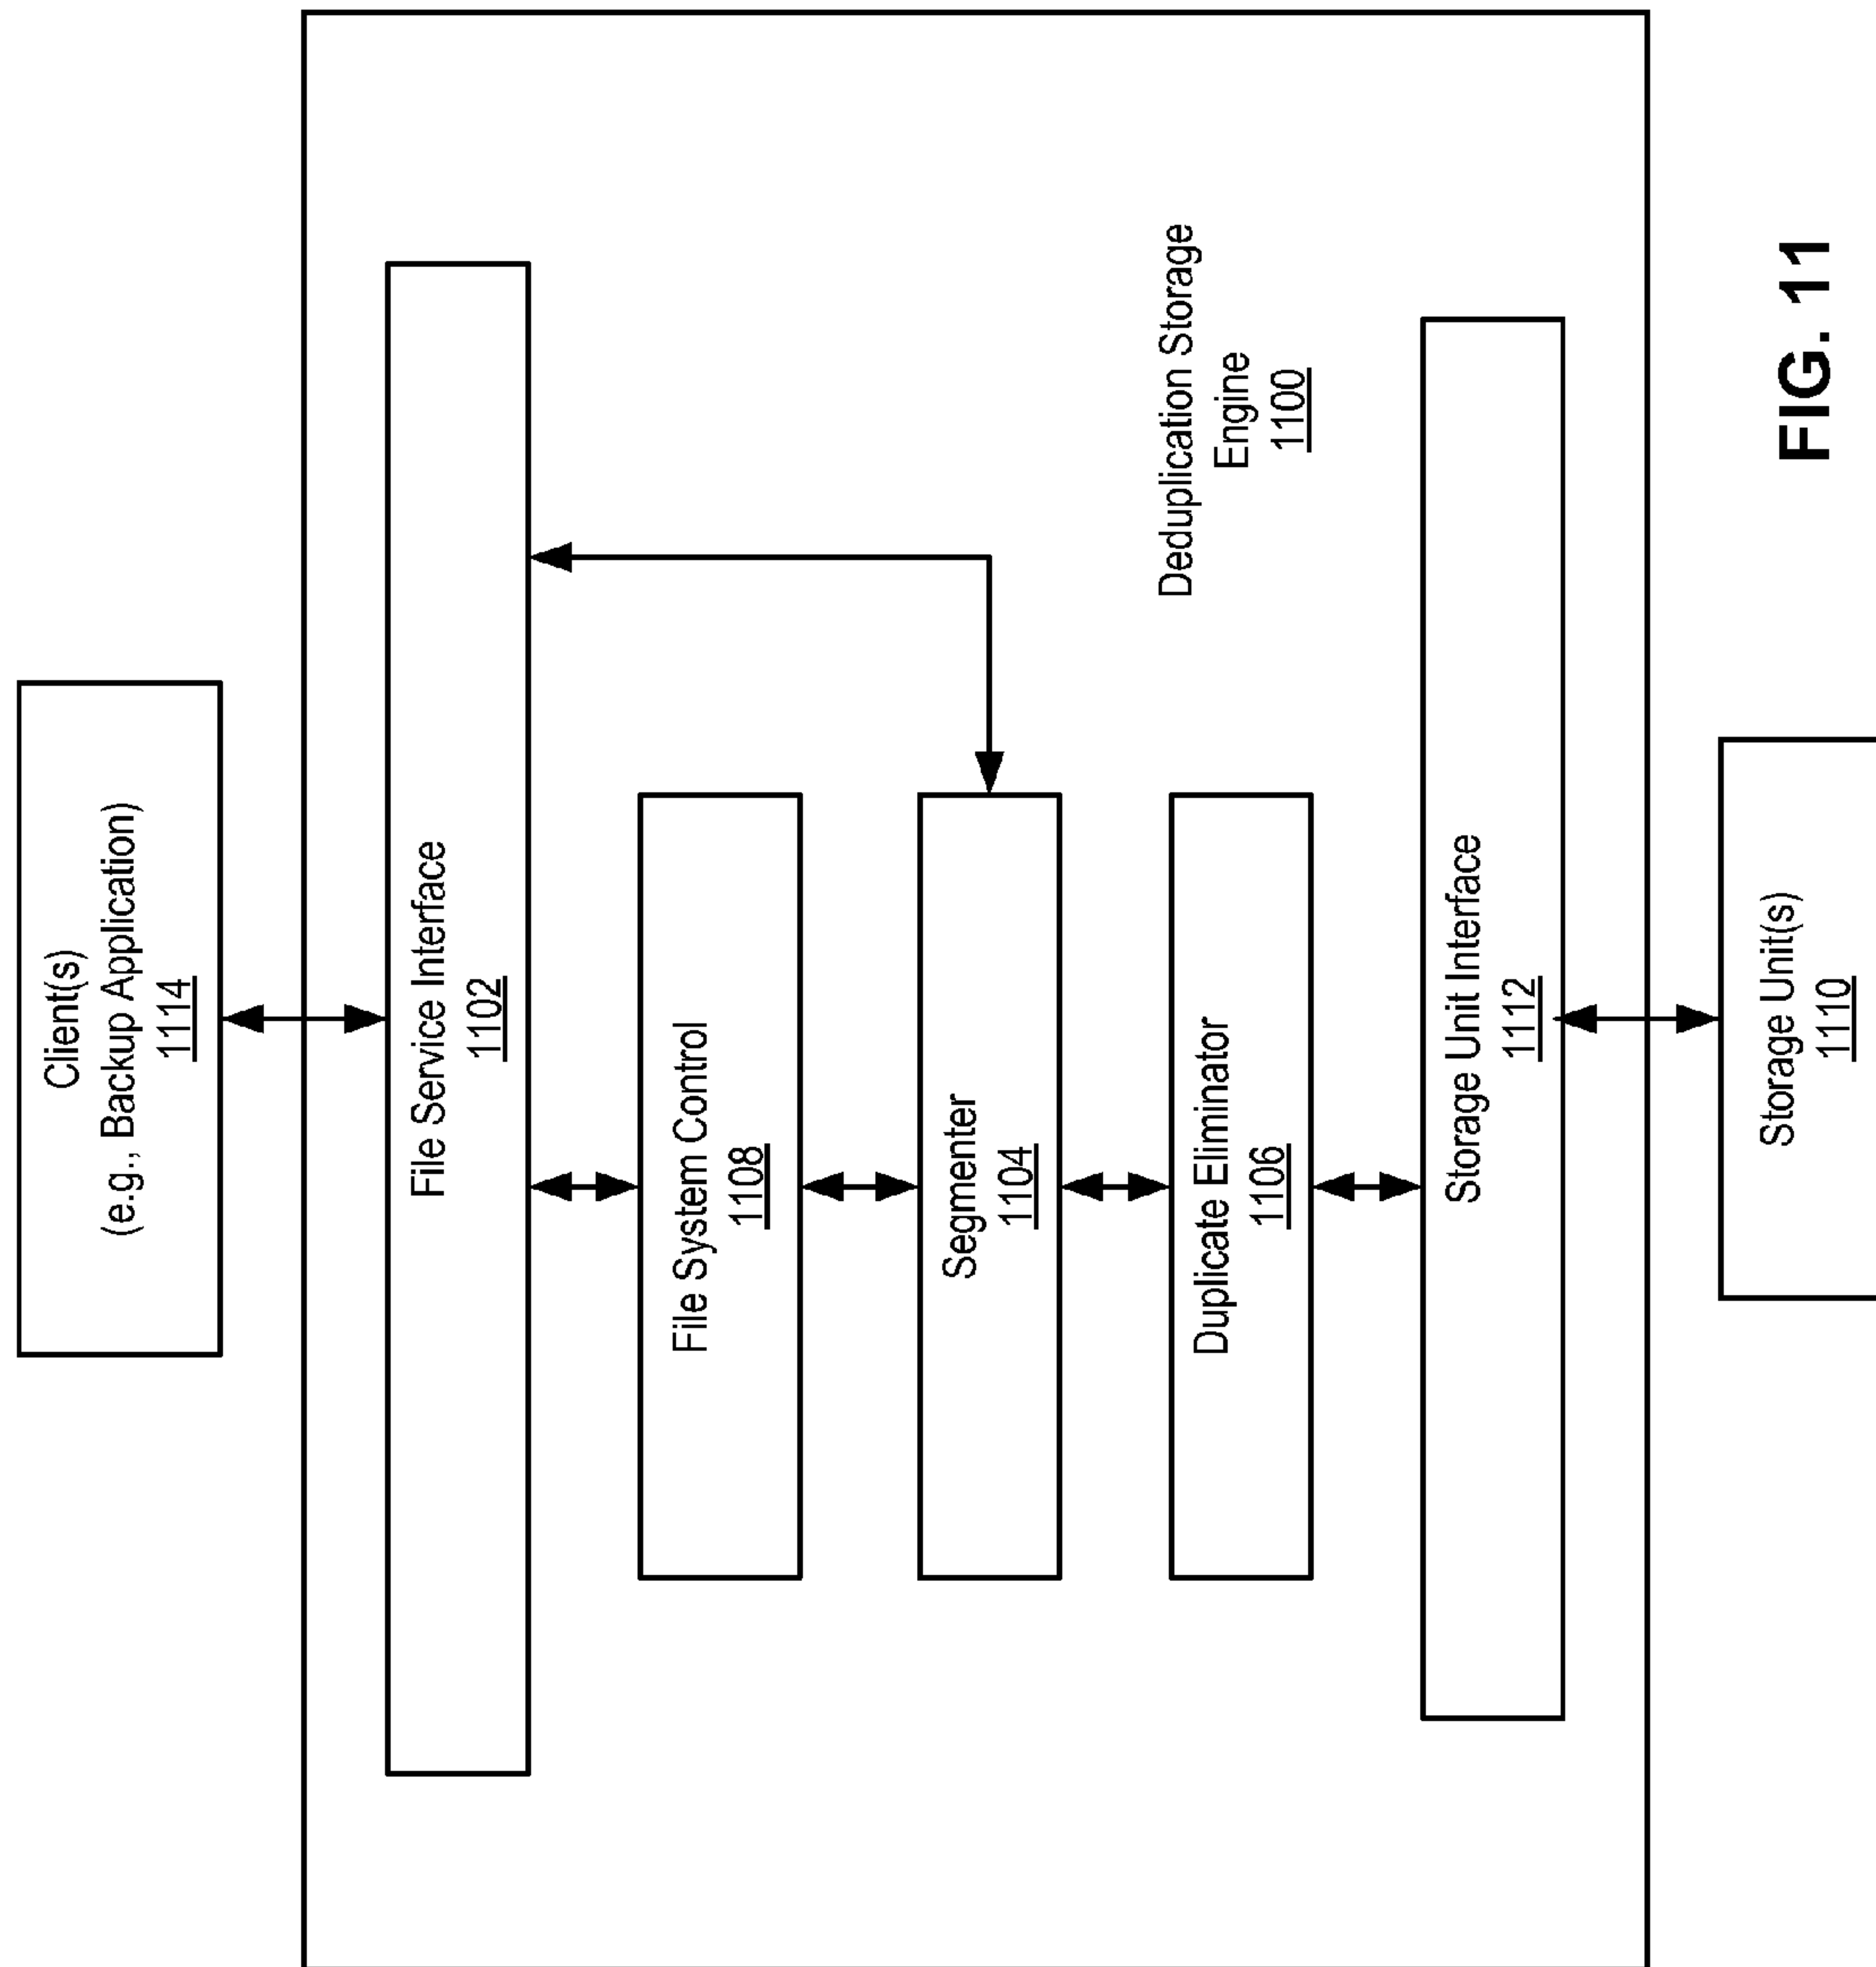 Client(s)
(e.g., Backup Application)
1114
File Service Interface
1102
File System Control
1108
Segmenter
1104
Duplicate Eliminator
1106
Storage Unit Interface
1112
Deduplication Storage
Engine
1100
Storage Unit(s)
1110
FIG. 11